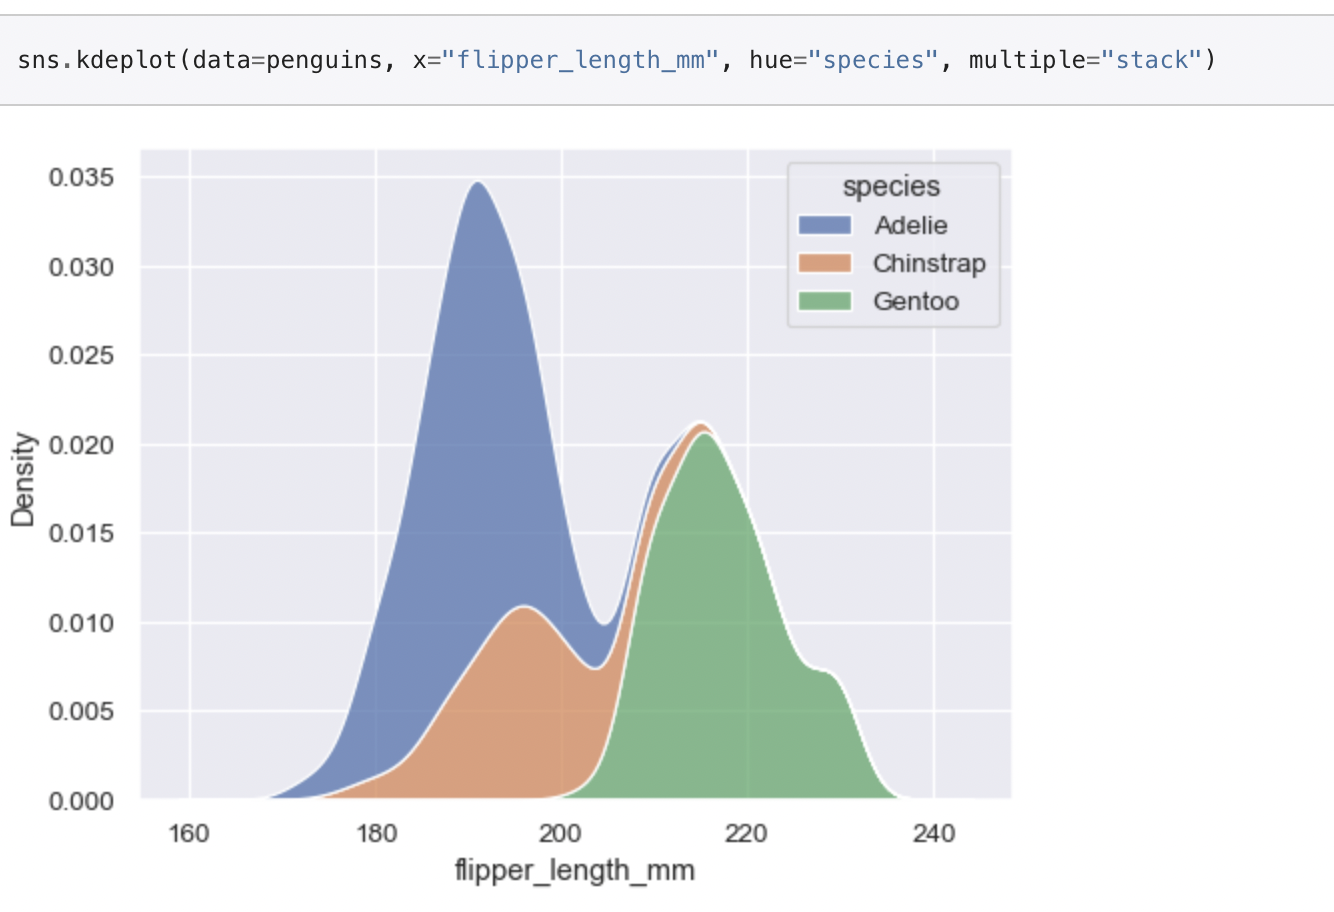 sns.kdeplot(data=penguins, x="flipper_length_mm", hue="species", multiple="stack")
0.035
0.030
0.025
0.020
0.015
0.010
0.005
0.000
Density
species
Adelie
Chinstrap
Gentoo
160 180 200 220 240
flipper_length_mm